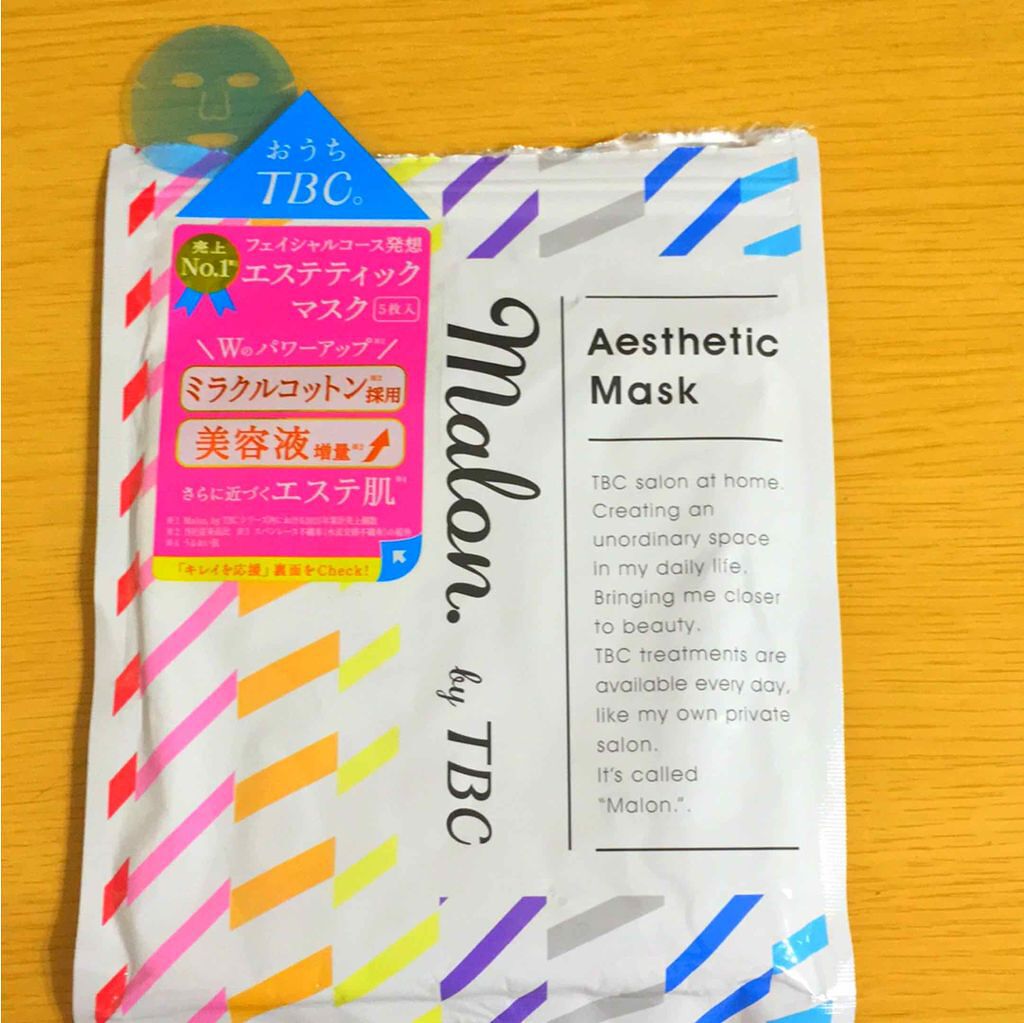 おうち
TBC。
売上
No.1※1
フェイシャルコース発想
エステティック
マスク 5枚入
\Wのパワーアップ※2/
ミラクルコットン※3採用
美容液増量※2
さらに近づくエステ肌※4
「キレイを応援」裏面をCheck!
Malon. by TBC
Aesthetic
Mask
TBC salon at home.
Creating an
unordinary space
in my daily life.
Bringing me closer
to beauty.
TBC treatments are
available every day,
like my own private
salon.
It's called
"Malon.".